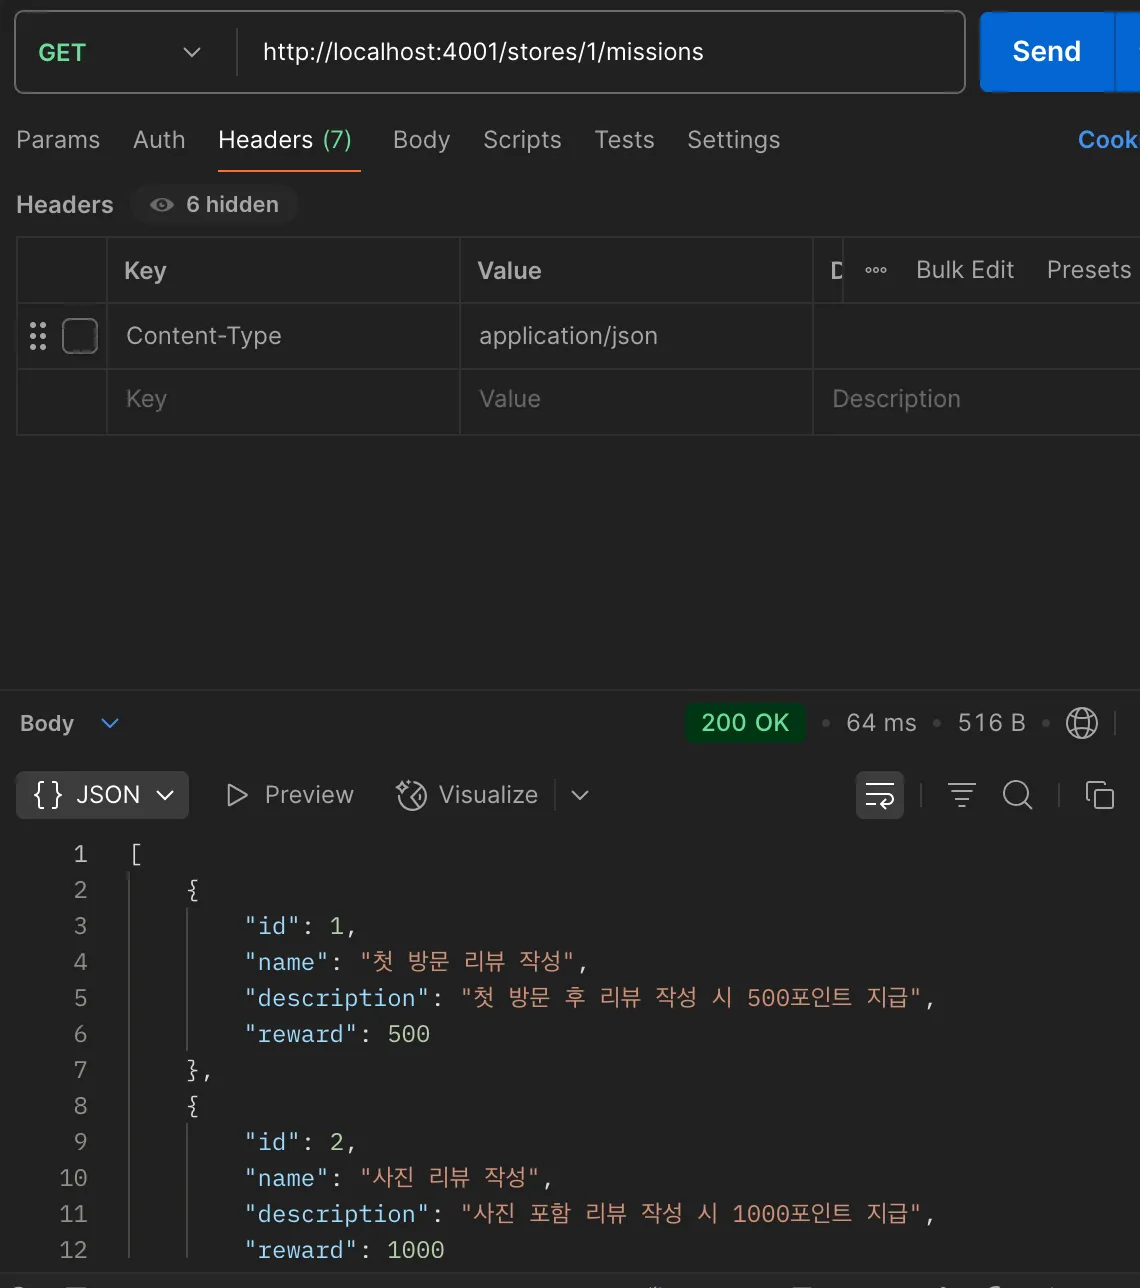 GET http://localhost:4001/stores/1/missions Send
Params Auth Headers (7) Body Scripts Tests Settings Cook
Headers 6 hidden
Key Value D Bulk Edit Presets
Content-Type application/json
Key Value Description
Body 200 OK • 64 ms • 516 B •
{} JSON Preview Visualize
1 [
2 {
3 "id": 1,
4 "name": "첫 방문 리뷰 작성",
5 "description": "첫 방문 후 리뷰 작성 시 500포인트 지급",
6 "reward": 500
7 },
8 {
9 "id": 2,
10 "name": "사진 리뷰 작성",
11 "description": "사진 포함 리뷰 작성 시 1000포인트 지급",
12 "reward": 1000